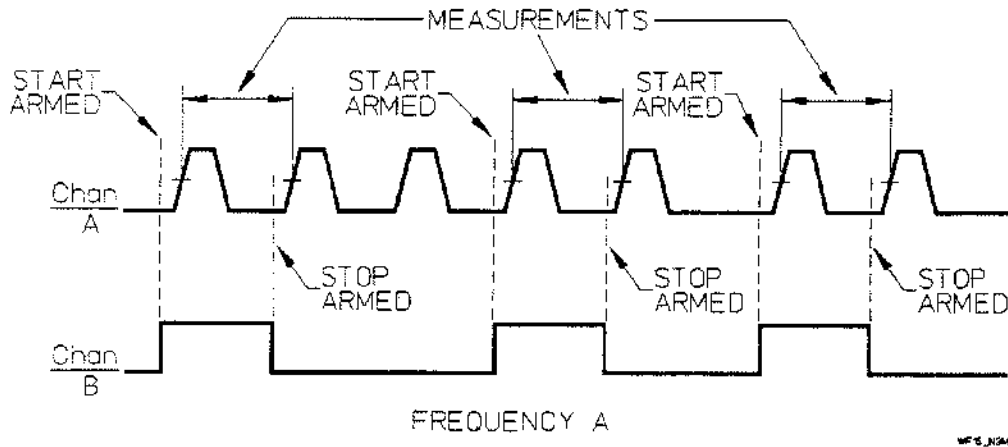 MEASUREMENTS
START
ARMED
START
ARMED
START
ARMED
Chan
A
STOP
ARMED
STOP
ARMED
STOP
ARMED
Chan
B
FREQUENCY A